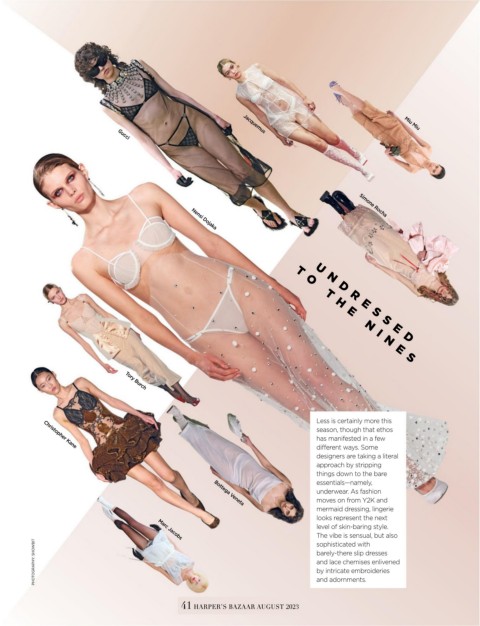 Gucci
Jacquemus
Miu Miu
Simone Rocha
Nensi Dojaka
UNDRESSED
TO THE NINES
Tory Burch
Christopher Kane
Bottega Veneta
Marc Jacobs
Less is certainly more this
season, though that ethos
has manifested in a few
different ways. Some
designers are taking a literal
approach by stripping
things down to the bare
essentials—namely,
underwear. As fashion
moves on from Y2K and
mermaid dressing, lingerie
looks represent the next
level of skin-baring style.
The vibe is sensual, but also
sophisticated with
barely-there slip dresses
and lace chemises enlivened
by intricate embroideries
and adornments.
41 HARPER'S BAZAAR AUGUST 2023